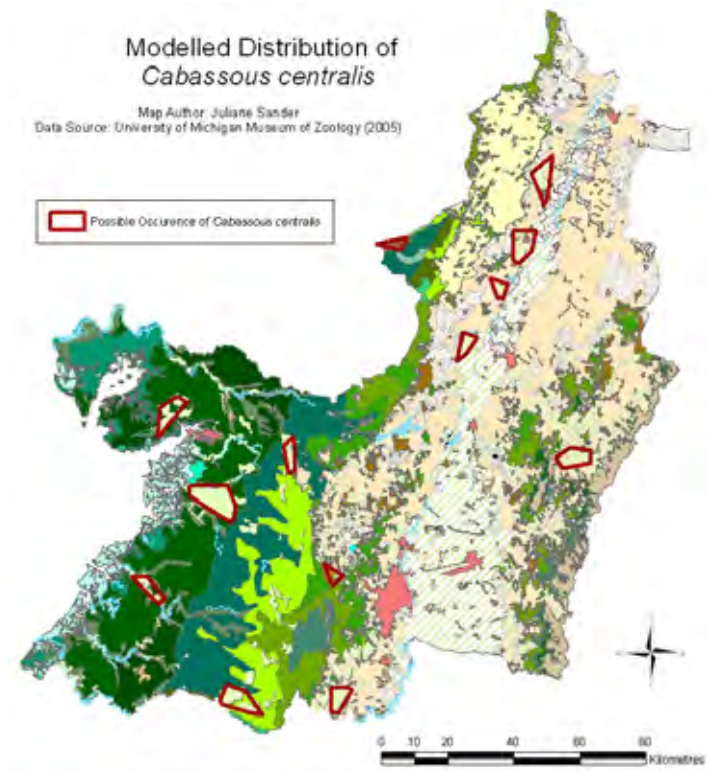 Modelled Distribution of
Cabassous centralis
Map Author: Juliane Sander
Data Source: University of Michigan Museum of Zoology (2005)
Possible Occurence of Cabassous centralis
0 10 20 40 60 80
Kilometres